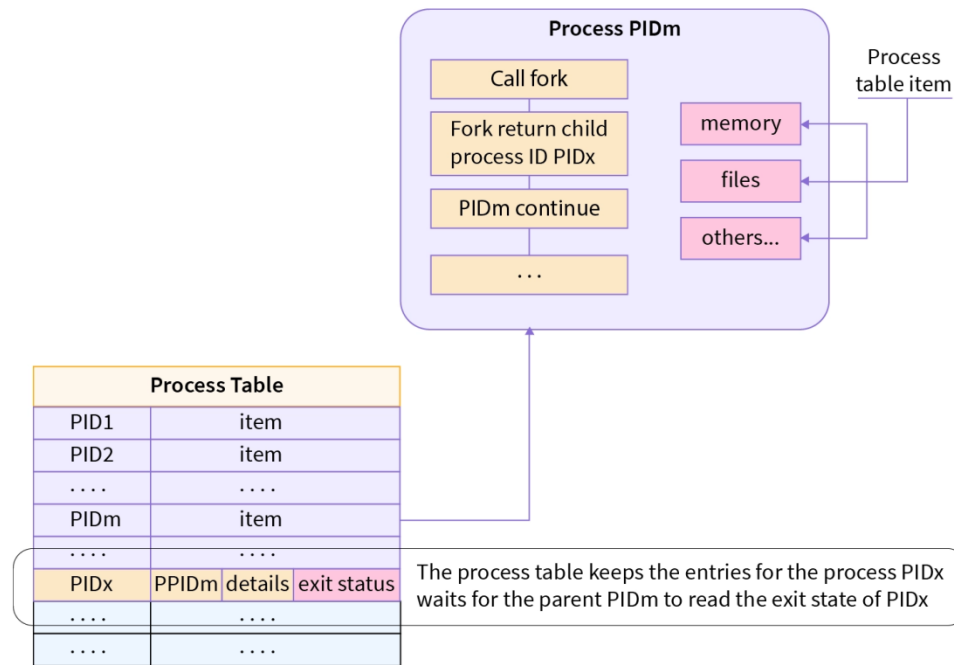 Process PIDm
Call fork
Fork return child
process ID PIDx
PIDm continue
...
memory
files
others...
Process
table item
Process Table
PID1 item
PID2 item
.... ....
PIDm item
.... ....
PIDx PPIDm details exit status
.... ....
.... ....
The process table keeps the entries for the process PIDx
waits for the parent PIDm to read the exit state of PIDx